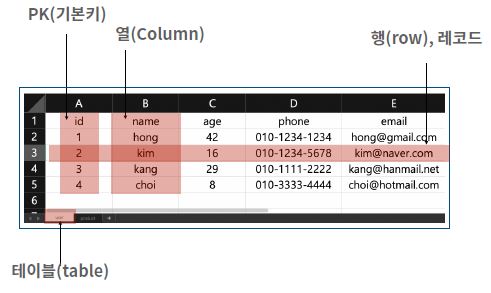 PK(기본키)
열(Column)
행(row), 레코드
A B C D E
1 id name age phone email
2 1 hong 42 010-1234-1234 hong@gmail.com
3 2 kim 16 010-1234-5678 kim@naver.com
4 3 kang 29 010-1111-2222 kang@hanmail.net
5 4 choi 8 010-3333-4444 choi@hotmail.com
6
user product
테이블(table)